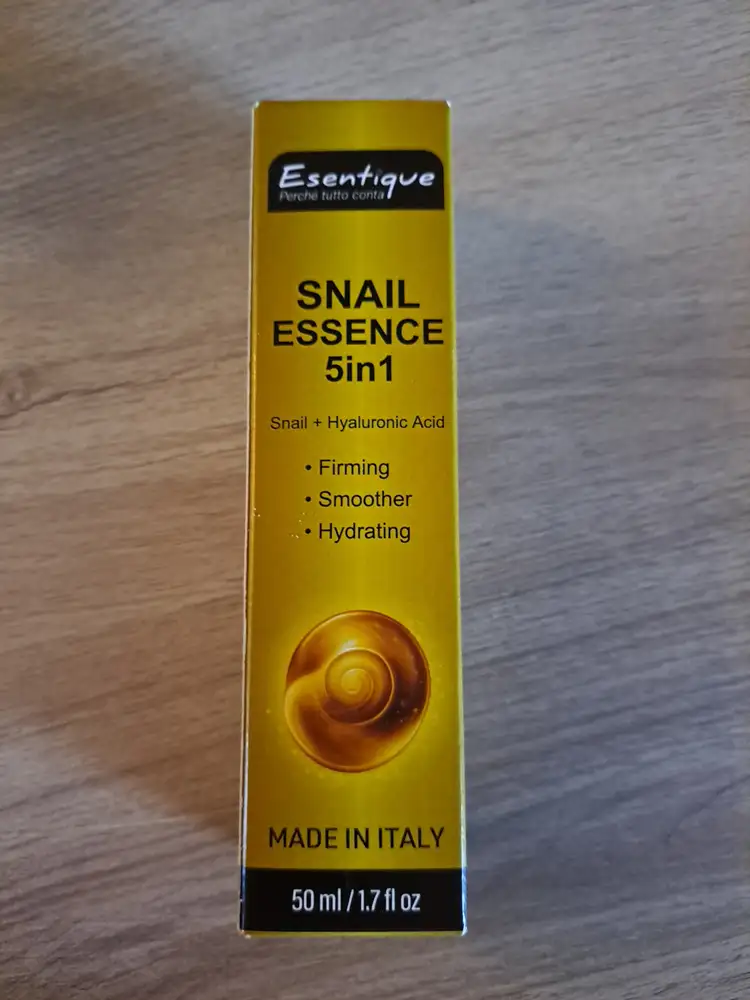 Esentique
Perché tutto conta
SNAIL
ESSENCE
5in1
Snail + Hyaluronic Acid
• Firming
• Smoother
• Hydrating
MADE IN ITALY
50 ml / 1.7 fl oz